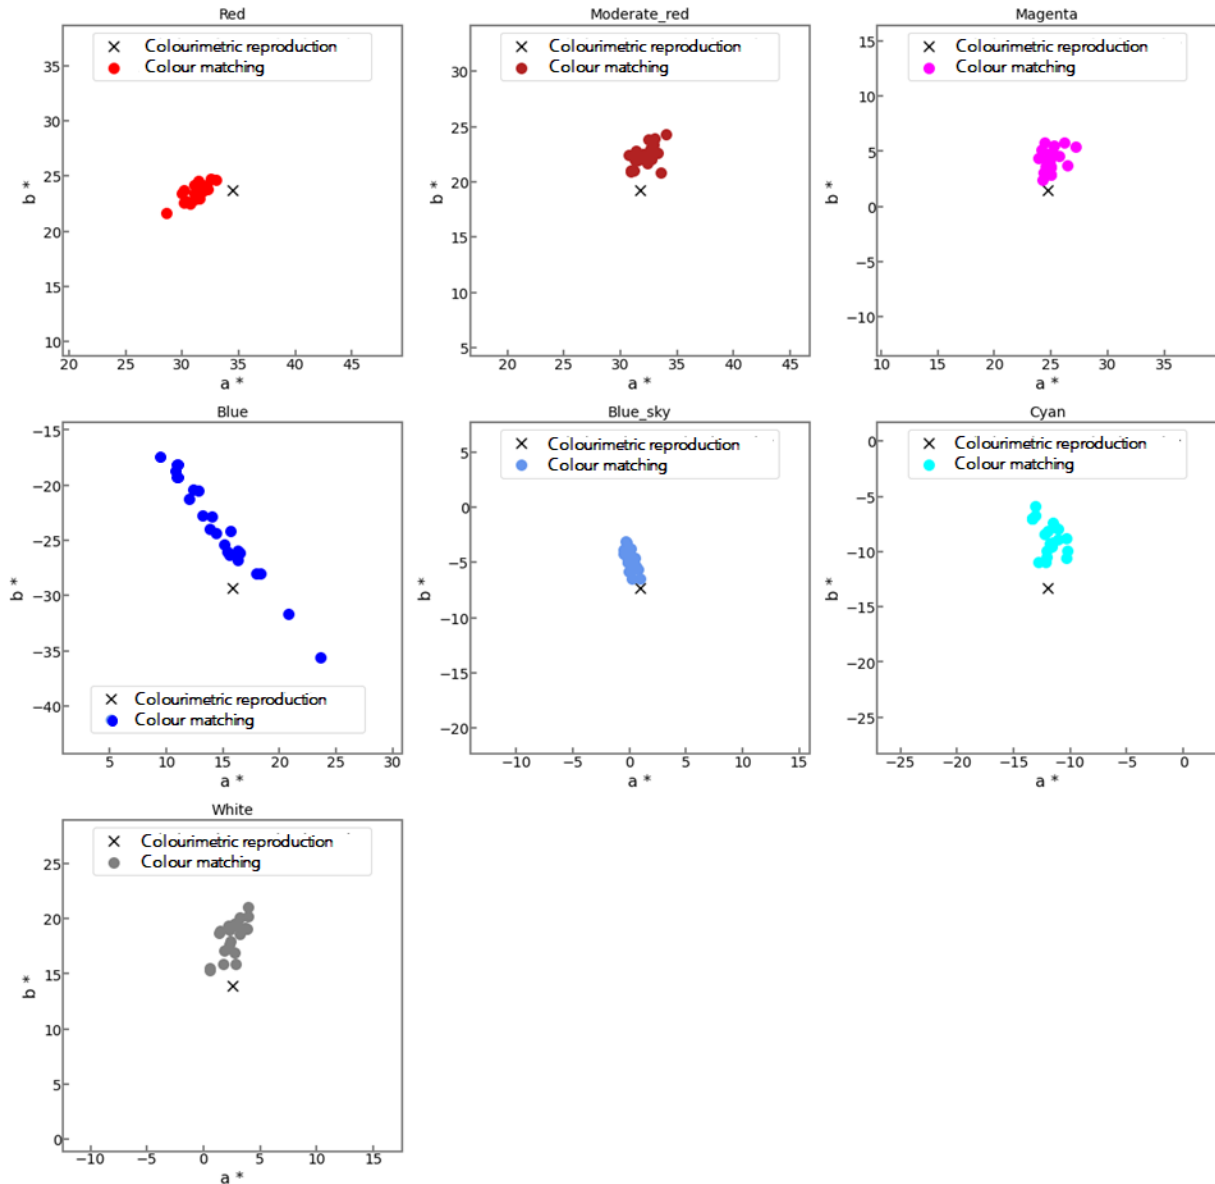 Red
Colourimetric reproduction
Colour matching
35
30
25
20
15
10
b *
20 25 30 35 40 45
a *
Moderate_red
Colourimetric reproduction
Colour matching
30
25
20
15
10
5
b *
20 25 30 35 40 45
a *
Magenta
Colourimetric reproduction
Colour matching
15
10
5
0
−5
−10
b *
10 15 20 25 30 35
a *
Blue
−15
−20
−25
−30
−35
−40
b *
Colourimetric reproduction
Colour matching
5 10 15 20 25 30
a *
Blue_sky
Colourimetric reproduction
Colour matching
5
0
−5
−10
−15
−20
b *
−10 −5 0 5 10 15
a *
Cyan
Colourimetric reproduction
Colour matching
0
−5
−10
−15
−20
−25
b *
−25 −20 −15 −10 −5 0
a *
White
Colourimetric reproduction
Colour matching
25
20
15
10
5
0
b *
−10 −5 0 5 10 15
a *